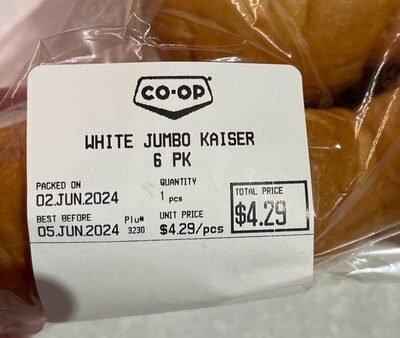 CO-OP
WHITE JUMBO KAISER
6 PK
PACKED ON QUANTITY
02.JUN.2024 1 pcs
TOTAL PRICE
BEST BEFORE Plu# UNIT PRICE
05.JUN.2024 3230 $4.29/pcs
$4.29